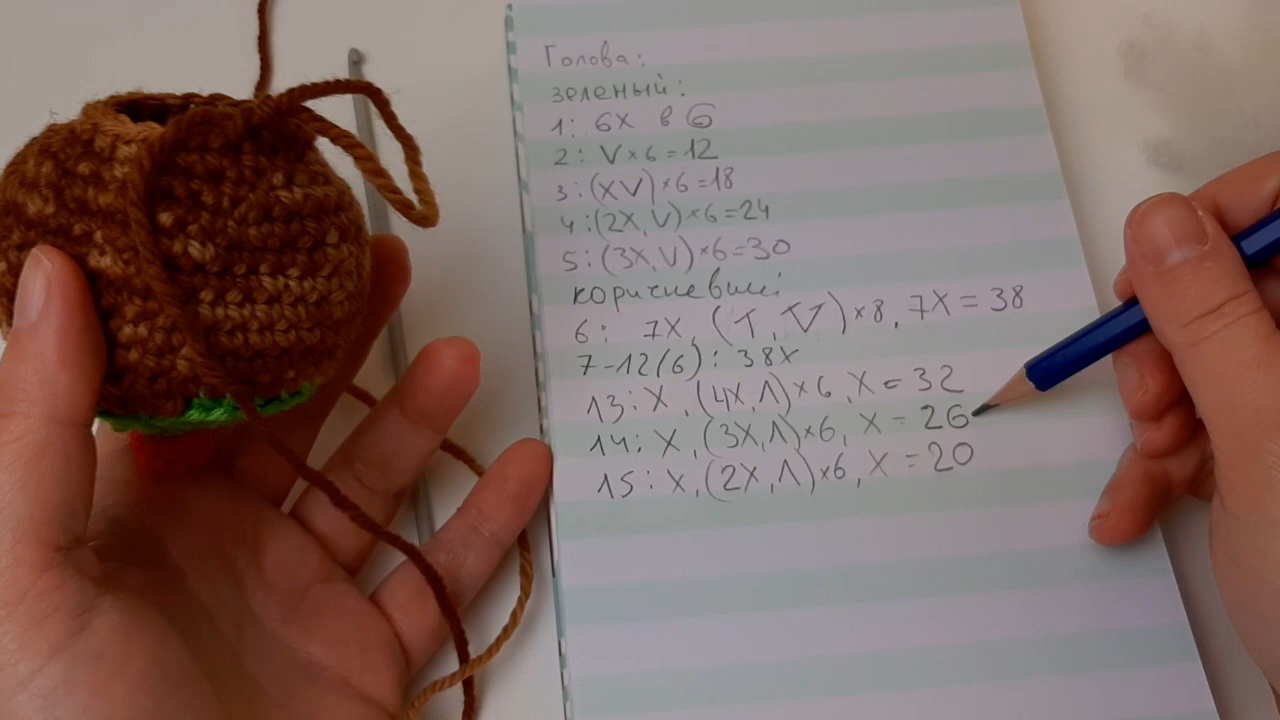 Голова:
зеленый:
1: 6X в 6
2: V×6=12
3: (XV)×6=18
4: (2X, V)×6=24
5: (3X, V)×6=30
коричневый
6: 7X, (T, TV)×8, 7X = 38
7-12(6): 38X
13: X, (4X, Λ)×6, X = 32
14: X, (3X, Λ)×6, X = 26
15: X, (2X, Λ)×6, X = 20